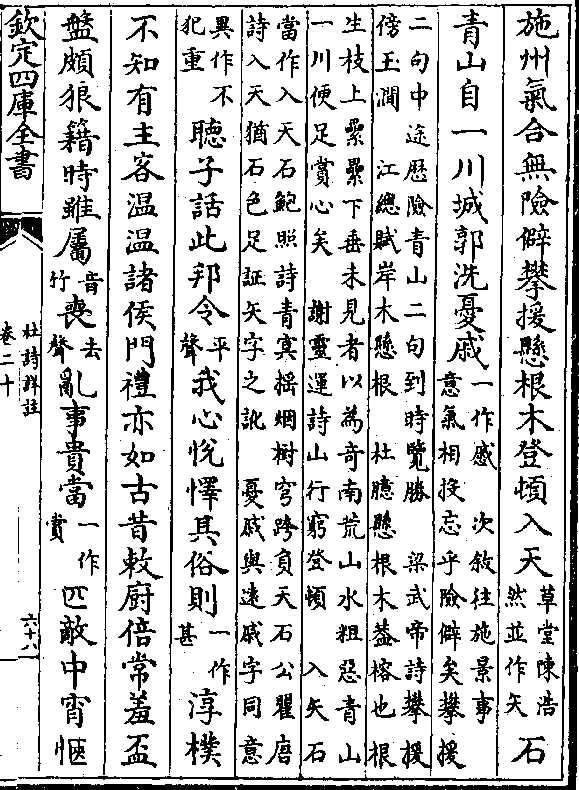 施州氣合無險僻攀援懸根木登頓入天草堂陳浩然並作矢石
青山自一川城郭洗憂戚一作感 次敘往施景事意氣相投忘乎險僻矣攀援
二句中途歷險青山二句到時覽勝 梁武帝詩攀援傍玉澗 江總賦岸木懸根 杜臆懸根木葢榕也根
生枝上纍纍下垂未見者以為奇南荒山水粗惡青山一川便足賞心矣 謝靈運詩山行窮登頓 入矢石
當作入天石鮑照詩青冥摇烟樹穹跨負天石公瞿唐詩入天猶石色足証矢字之訛 憂戚與遠戚字同意
異作不犯重聽子話此邦令平聲我心悦懌其俗則一作甚淳樸
不知有主客温温諸侯門禮亦如古昔敕廚倍常羞盃
盤頗狼籍時雖屬音竹喪去聲亂事貴當一作賞匹敵中宵愜
欽定四庫全書
杜詩詳註
卷二十
六十八